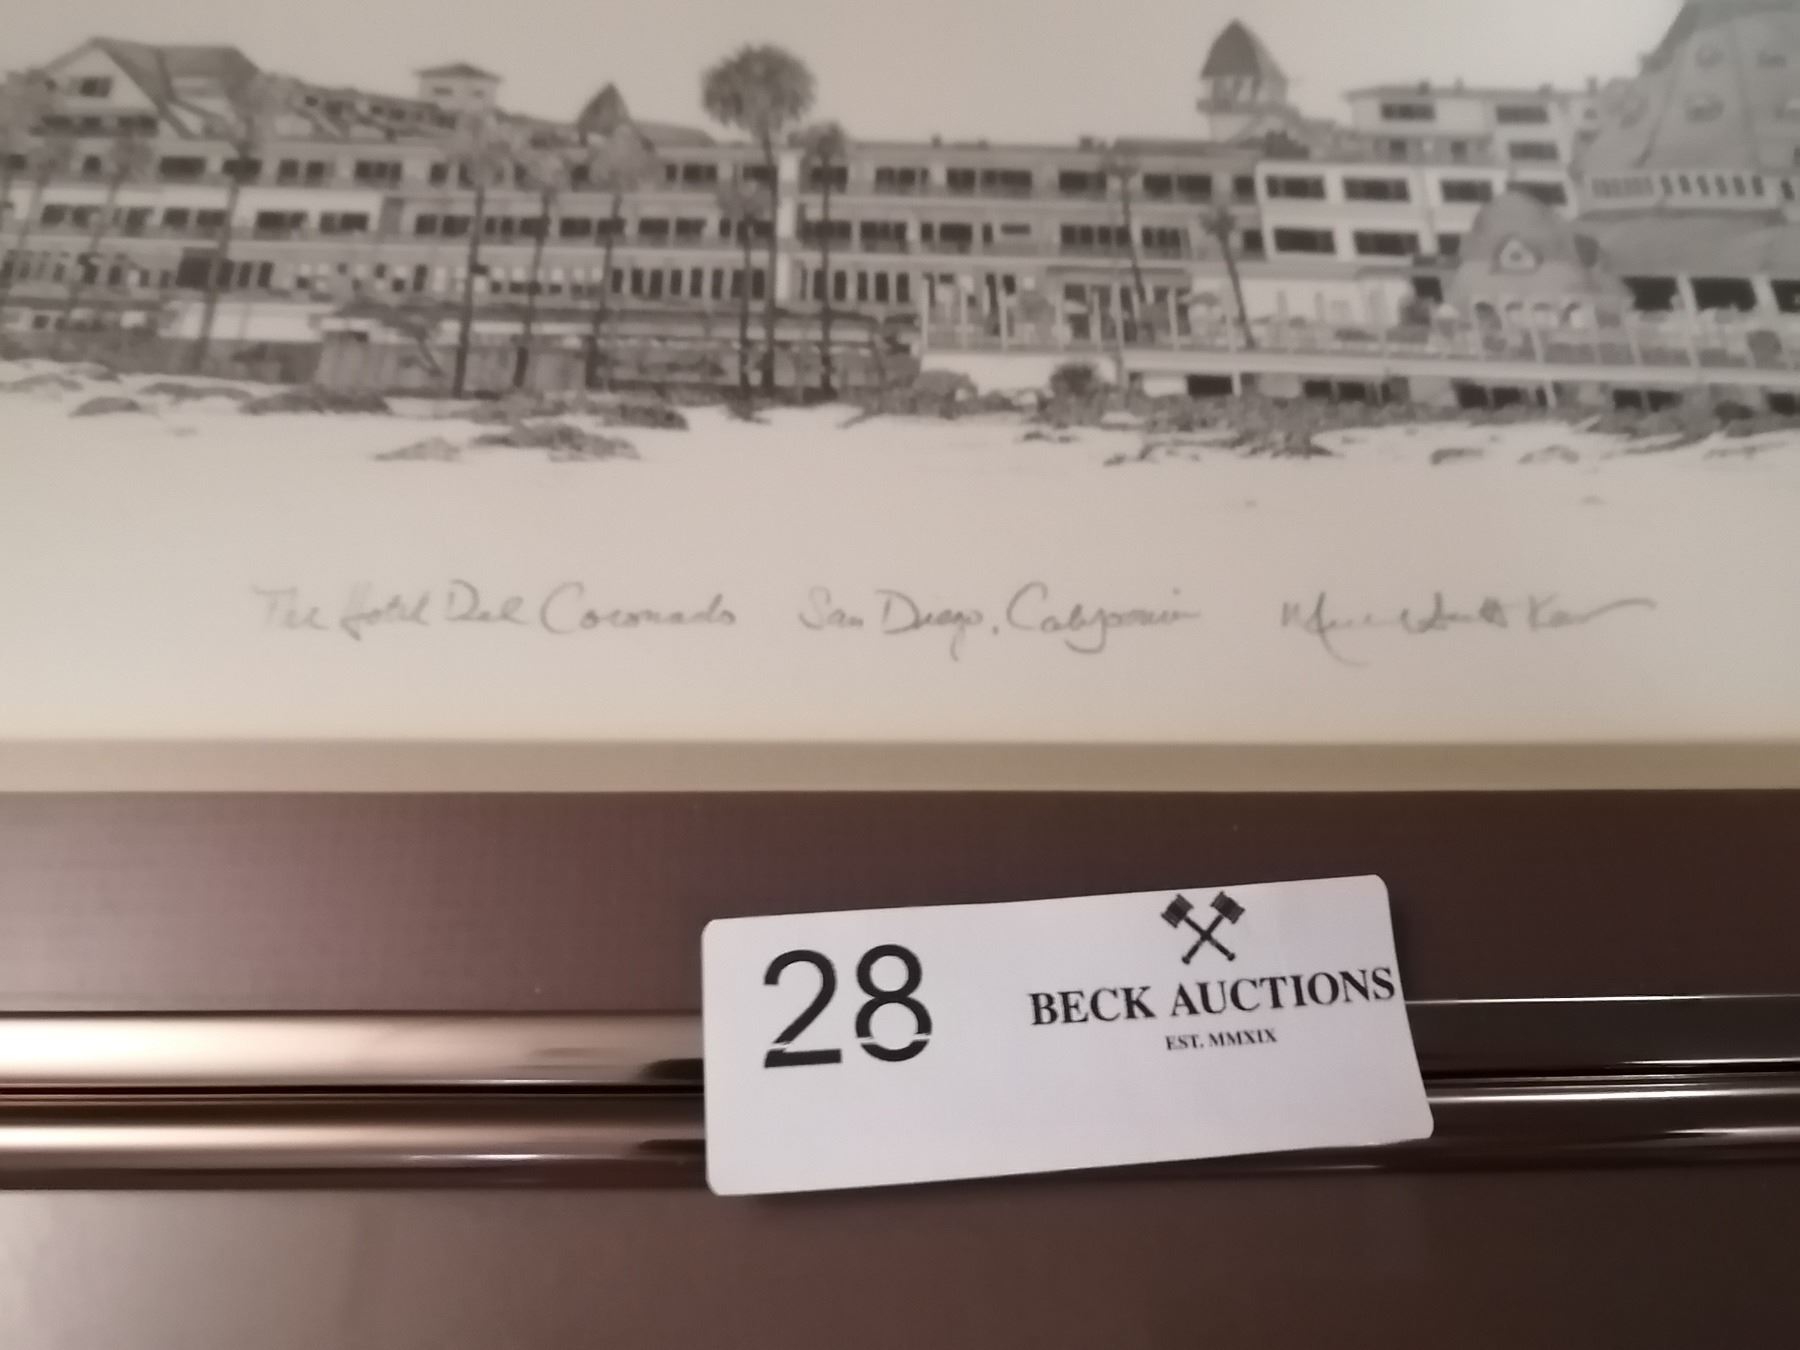 The Hotel Del Coronado San Diego, California
28
BECK AUCTIONS
EST. MMXIX